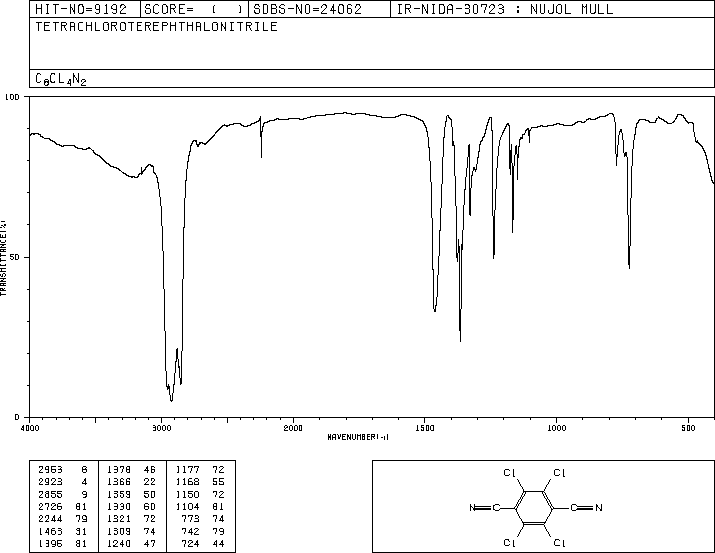 HIT-NO=9192 SCORE= ( ) SDBS-NO=24062 IR-NIDA-30723 : NUJOL MULL
TETRACHLOROTEREPHTHALONITRILE
C8CL4N2
100
50
0
TRANSMITTANCE(%)
4000 3000 2000 1500 1000 500
WAVENUMBER(-1)
2953 6 1378 46 1177 72
2923 4 1366 22 1168 55
2855 9 1359 50 1150 72
2726 81 1330 60 1104 81
2244 79 1321 72 773 74
1463 31 1309 74 742 79
1395 81 1240 47 724 44
Cl Cl
N C C N
Cl Cl